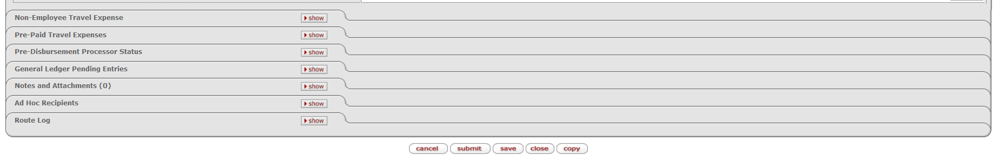 Non-Employee Travel Expense show
Pre-Paid Travel Expenses show
Pre-Disbursement Processor Status show
General Ledger Pending Entries show
Notes and Attachments (0) show
Ad Hoc Recipients show
Route Log show
cancel submit save close copy